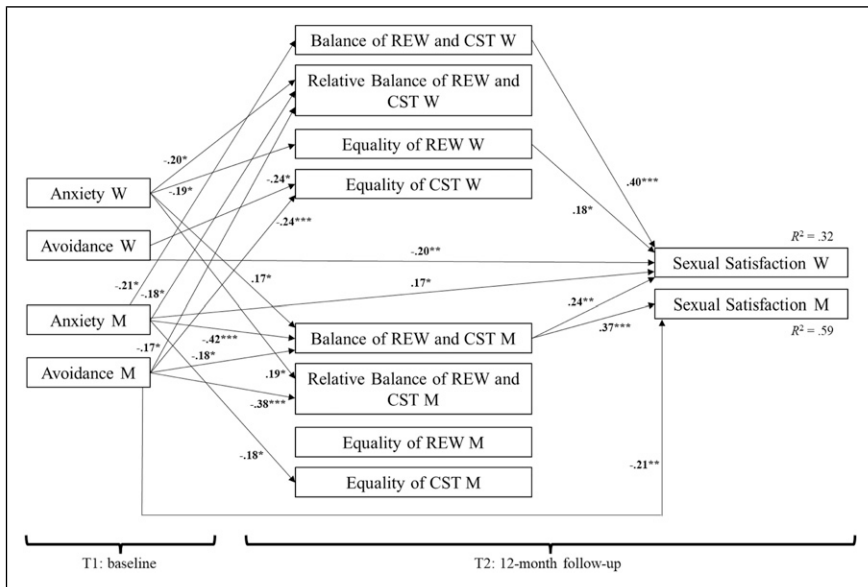 Balance of REW and CST W
Relative Balance of REW and
CST W
Equality of REW W
Equality of CST W
Anxiety W
Avoidance W
Anxiety M
Avoidance M
Balance of REW and CST M
Relative Balance of REW and
CST M
Equality of REW M
Equality of CST M
R² = .32
Sexual Satisfaction W
Sexual Satisfaction M
R² = .59
-.20*
-.19*
-.24*
-.24***
-.21*
-.18*
-.17*
.17*
-.42***
-.18*
.19*
-.38***
-.18*
.40***
.18*
-.20**
.17*
.24**
.37***
-.21**
T1: baseline
T2: 12-month follow-up